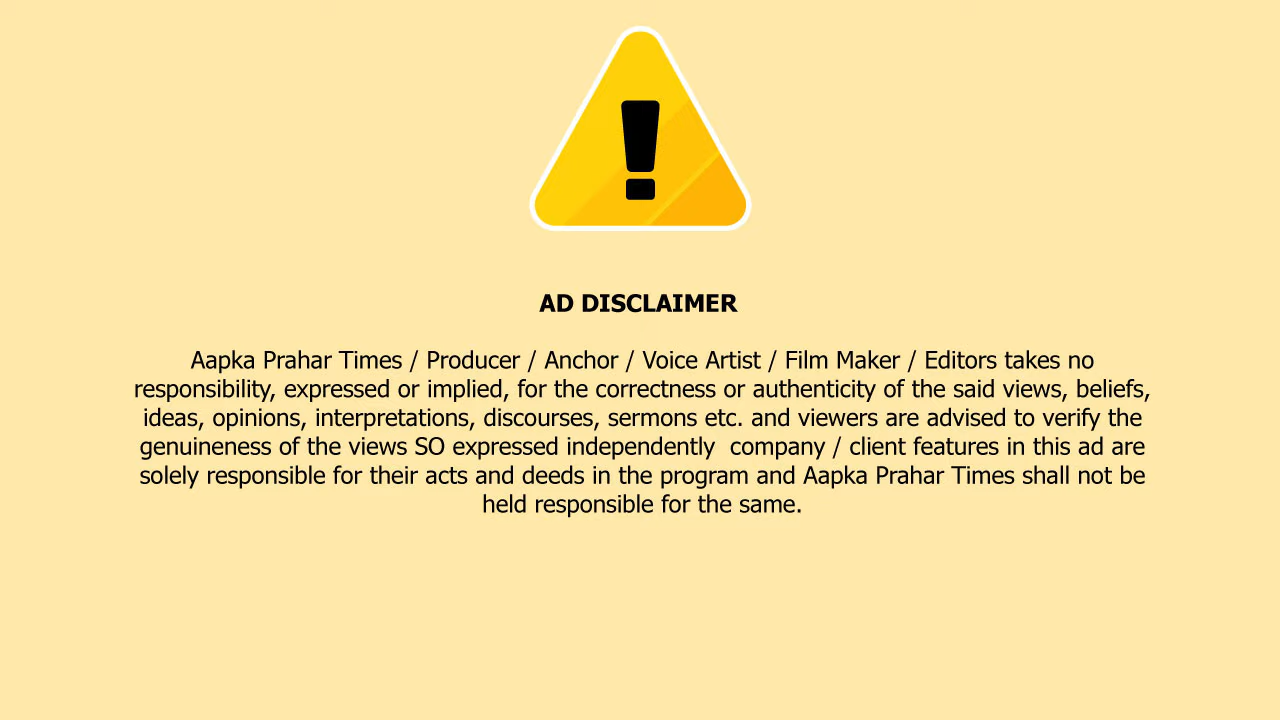 AD DISCLAIMER
Aapka Prahar Times / Producer / Anchor / Voice Artist / Film Maker / Editors takes no
responsibility, expressed or implied, for the correctness or authenticity of the said views, beliefs,
ideas, opinions, interpretations, discourses, sermons etc. and viewers are advised to verify the
genuineness of the views SO expressed independently  company / client features in this ad are
solely responsible for their acts and deeds in the program and Aapka Prahar Times shall not be
held responsible for the same.